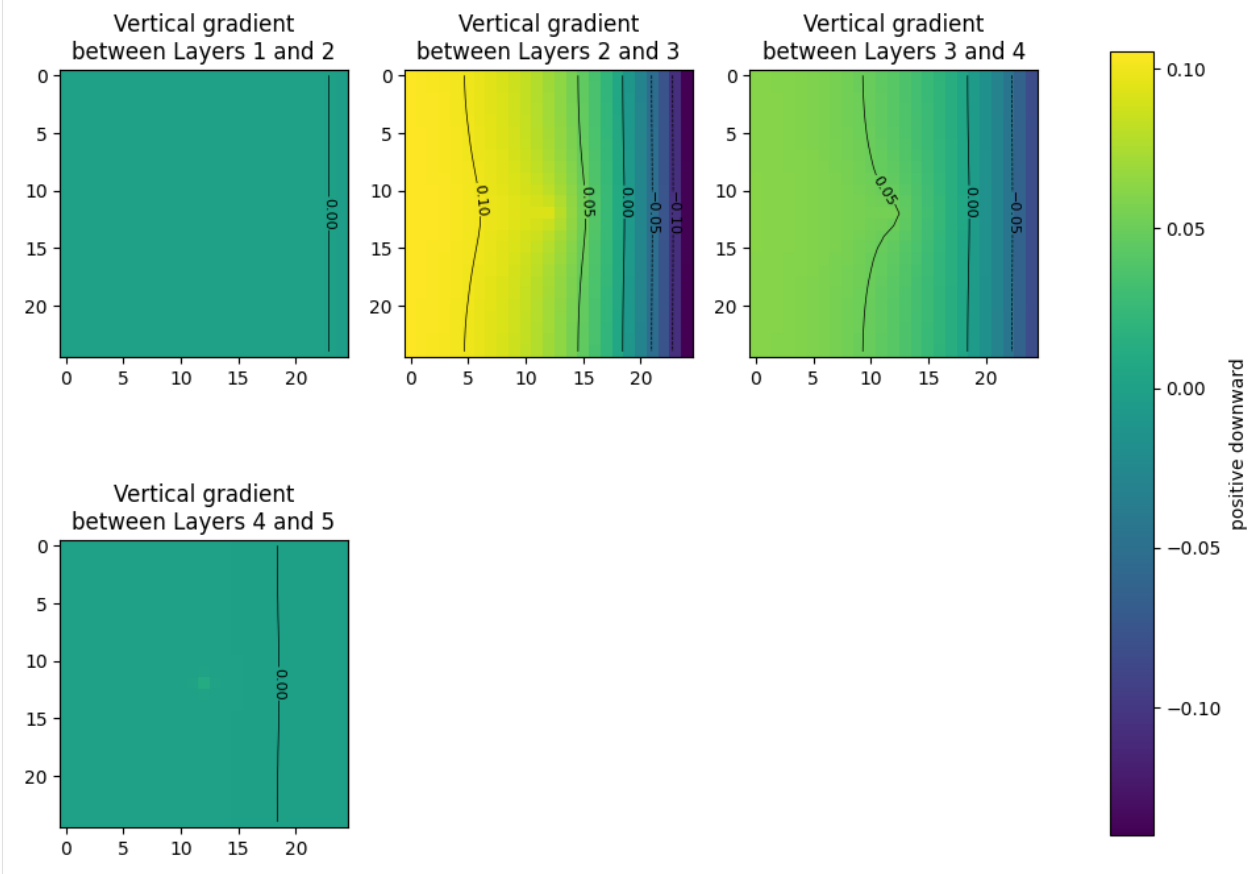 Vertical gradient
between Layers 1 and 2
Vertical gradient
between Layers 2 and 3
Vertical gradient
between Layers 3 and 4
0
5
10
15
20
0.00
0 5 10 15 20
0
5
10
15
20
0.10
0.05
0.00
−0.05
−0.10
0 5 10 15 20
0
5
10
15
20
0.05
0.00
−0.05
0 5 10 15 20
0.10
0.05
0.00
−0.05
−0.10
positive downward
Vertical gradient
between Layers 4 and 5
0
5
10
15
20
0.00
0 5 10 15 20